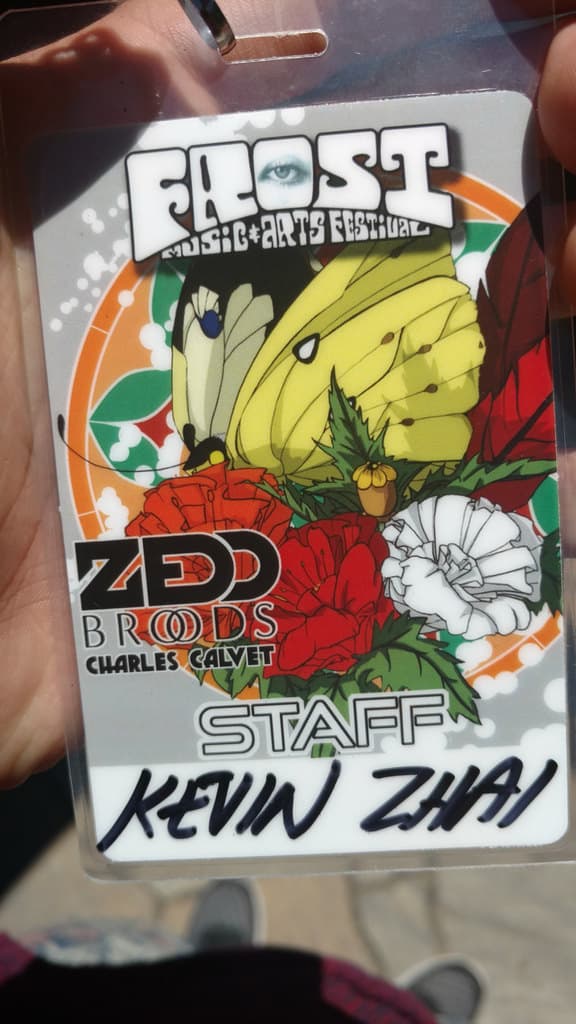 FROST
MUSIC & ARTS FESTIVAL
ZEDD
BROODS
CHARLES CALVET
STAFF
KEVIN ZHAI